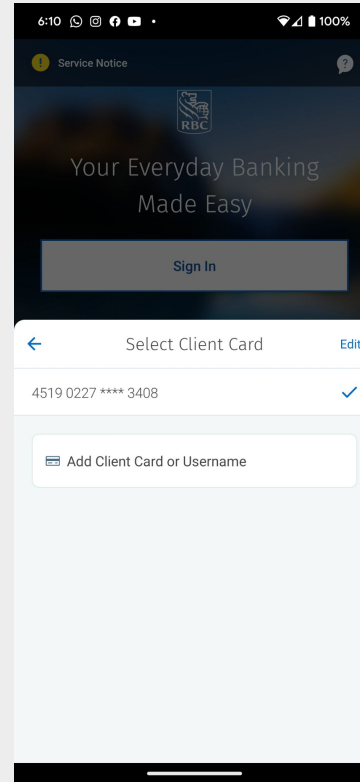 6:10 100%
Service Notice
RBC
Your Everyday Banking
Made Easy
Sign In
Select Client Card Edit
4519 0227 **** 3408
Add Client Card or Username